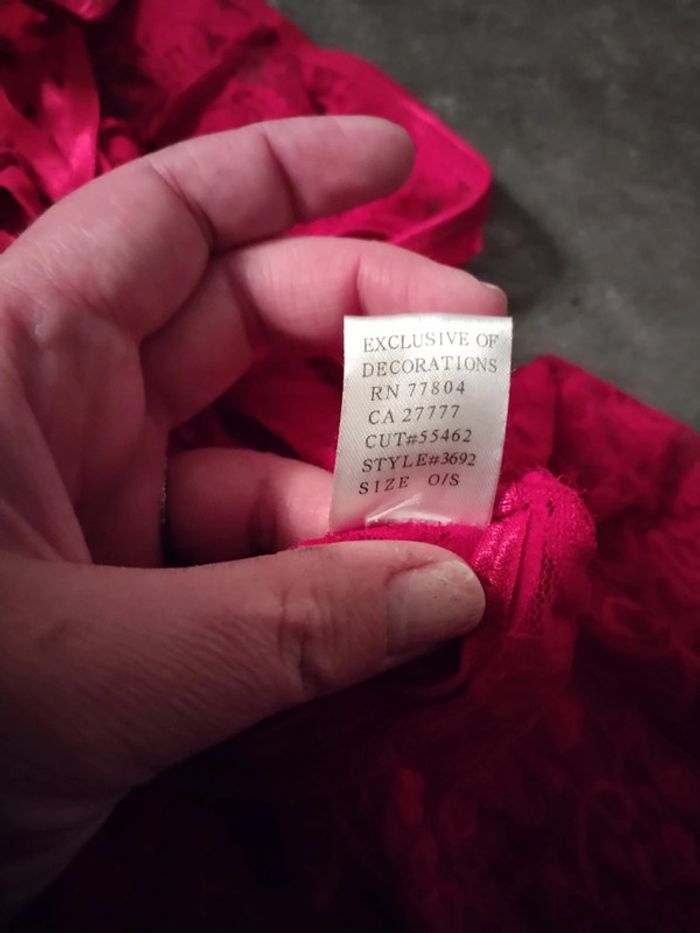 EXCLUSIVE OF
DECORATIONS
RN 77804
CA 27777
CUT#55462
STYLE#3692
SIZE O/S